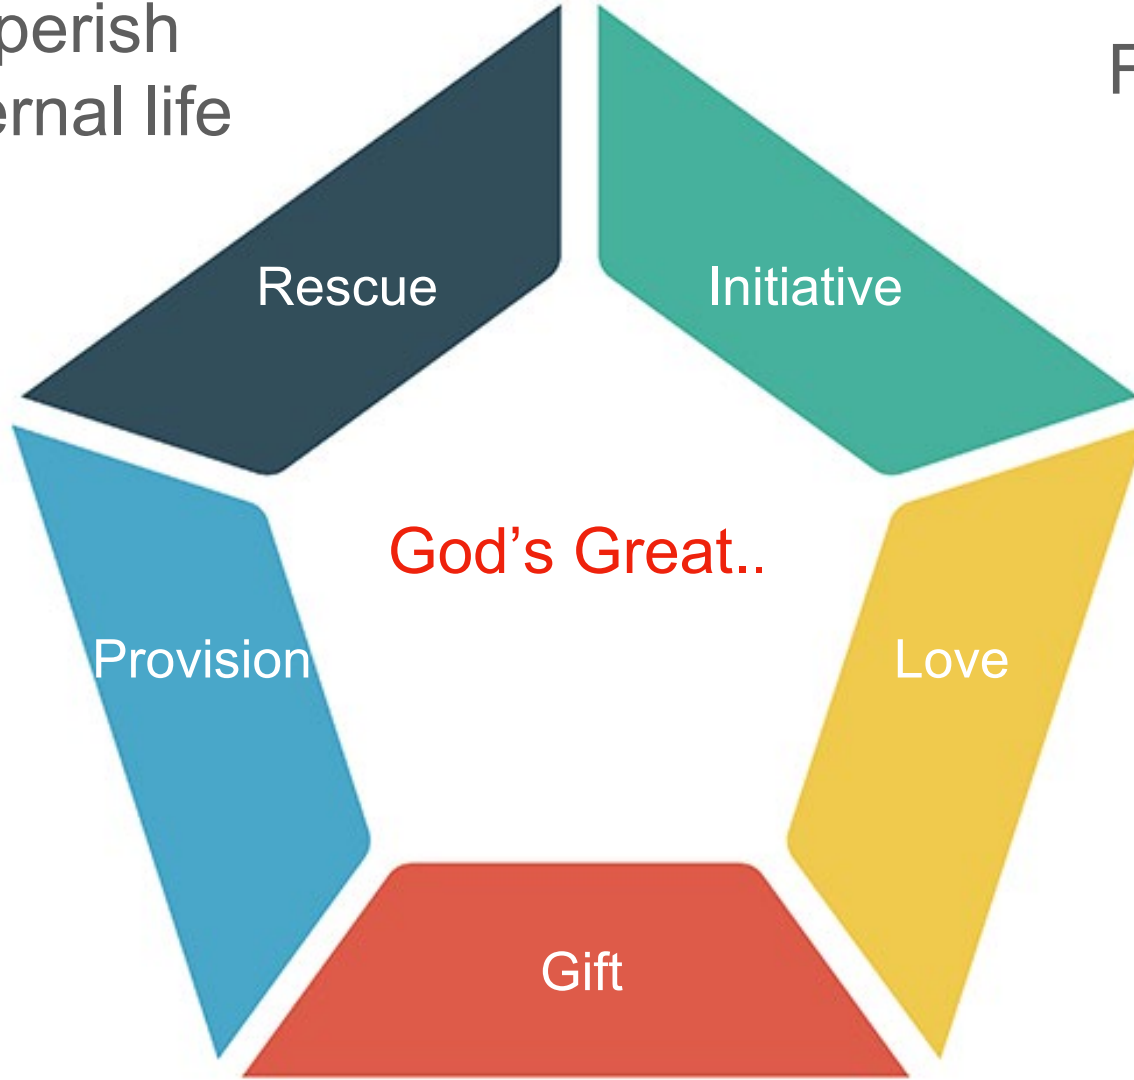 perish
ernal life
F
Rescue
Initiative
God's Great..
Provision
Love
Gift